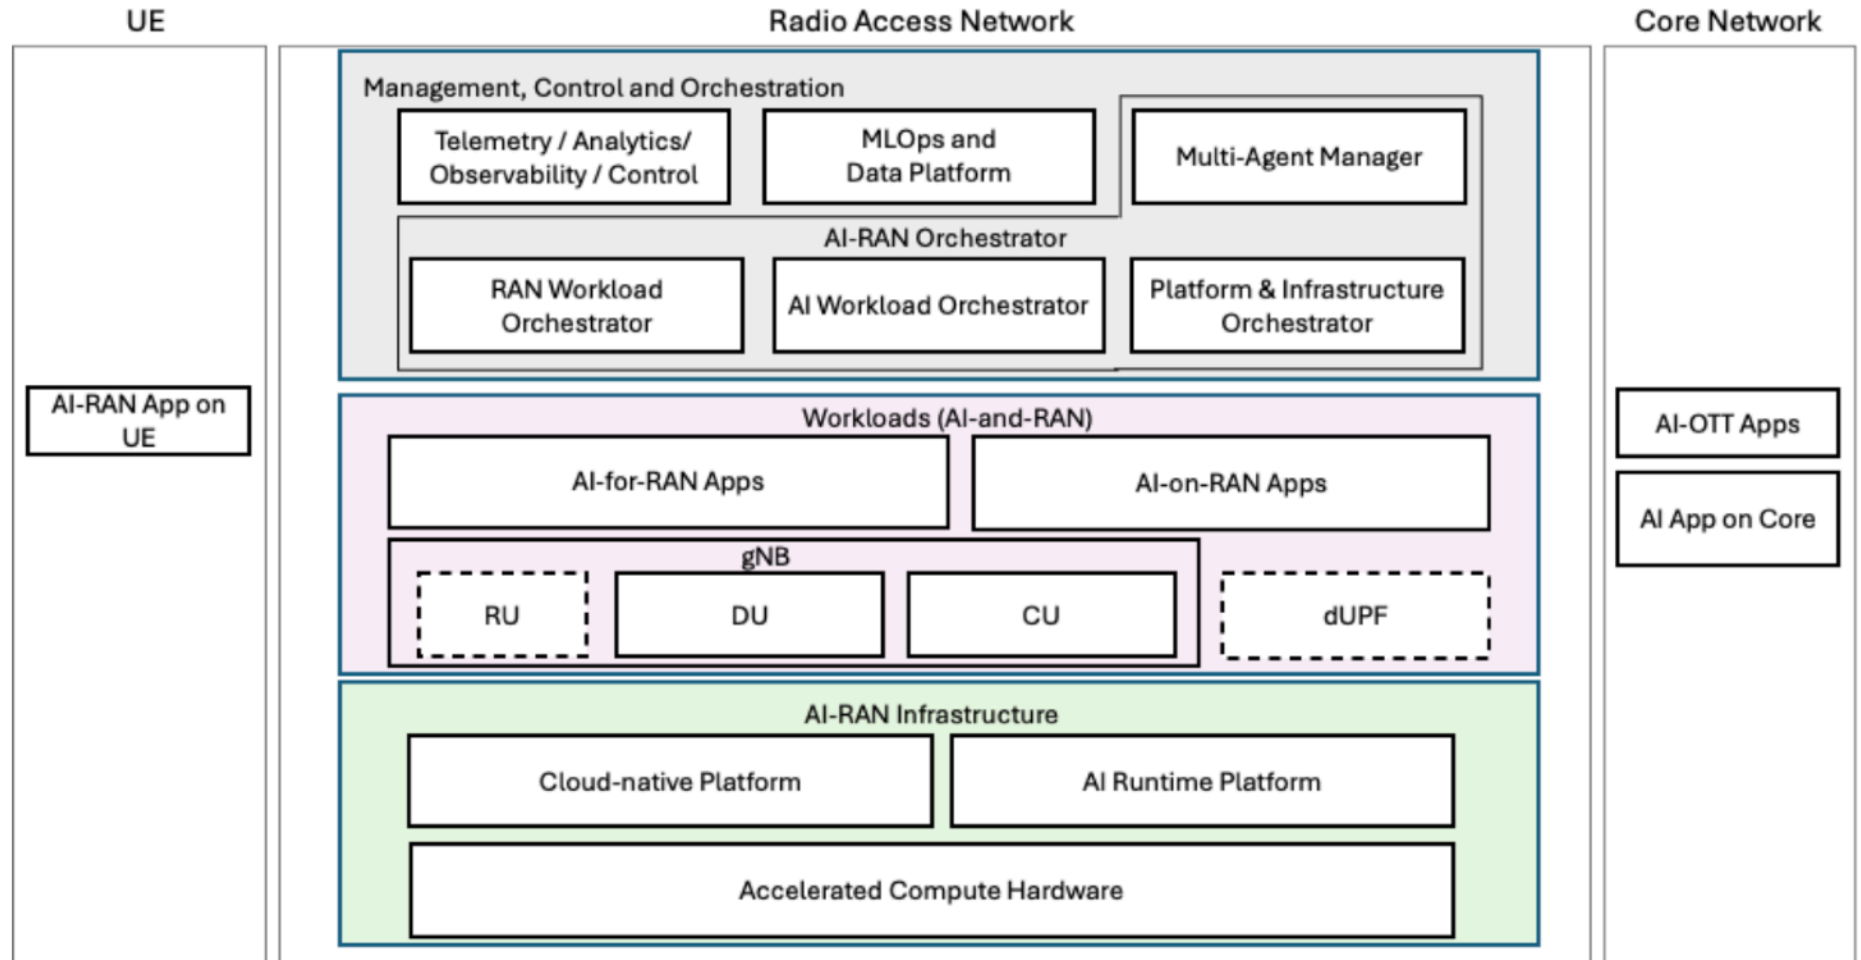 UE
Radio Access Network
Core Network
Management, Control and Orchestration
Telemetry / Analytics/
Observability / Control
MLOps and
Data Platform
Multi-Agent Manager
AI-RAN Orchestrator
RAN Workload
Orchestrator
AI Workload Orchestrator
Platform & Infrastructure
Orchestrator
AI-RAN App on
UE
Workloads (AI-and-RAN)
AI-for-RAN Apps
AI-on-RAN Apps
gNB
RU
DU
CU
dUPF
AI-OTT Apps
AI App on Core
AI-RAN Infrastructure
Cloud-native Platform
AI Runtime Platform
Accelerated Compute Hardware